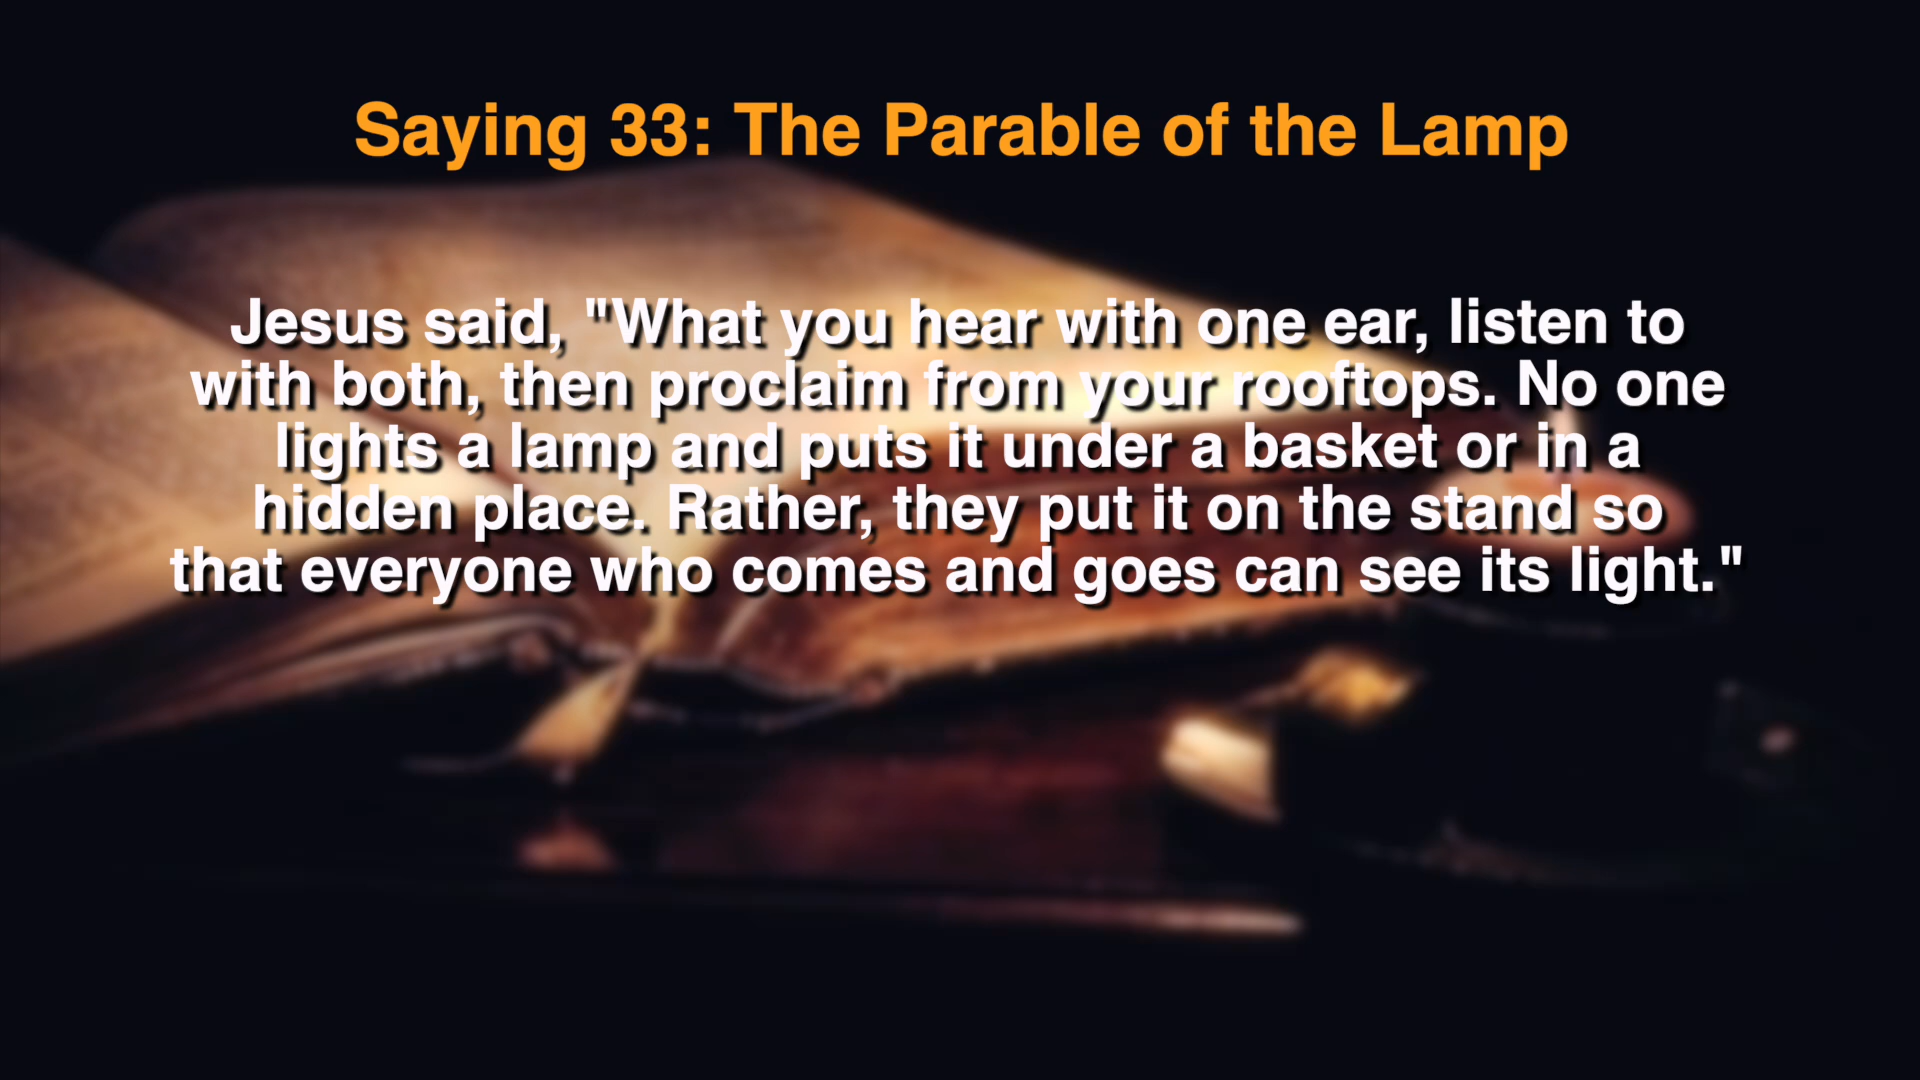 Saying 33: The Parable of the Lamp
Jesus said, "What you hear with one ear, listen to
with both, then proclaim from your rooftops. No one
lights a lamp and puts it under a basket or in a
hidden place. Rather, they put it on the stand so
that everyone who comes and goes can see its light."